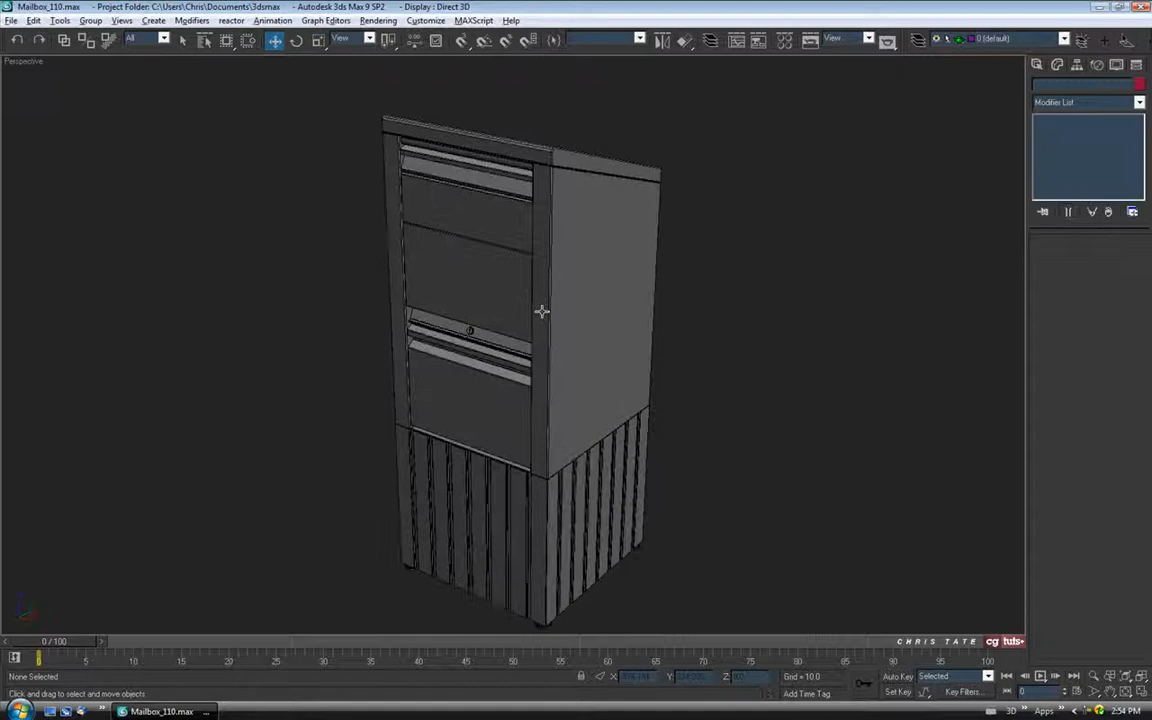 Mailbox_110.max - Project Folder: C:\Users\Chris\Documents\3dsmax - Autodesk 3ds Max 9 SP2 - Display : Direct 3D
File Edit Tools Group Views Create Modifiers reactor Animation Graph Editors Rendering Customize MAXScript Help
All View View 0 (default)
Perspective
Modifier List
0 / 100
CHRIS TATE cg tuts+
0 5 10 15 20 25 30 35 40 45 50 55 60 65 70 75 80 85 90 95 100
None Selected X: Y: Z: Grid = 10.0 Auto Key Selected
Click and drag to select and move objects Add Time Tag Set Key Key Filters... 0
Mailbox_110.max ... 3D » Apps » 2:54 PM